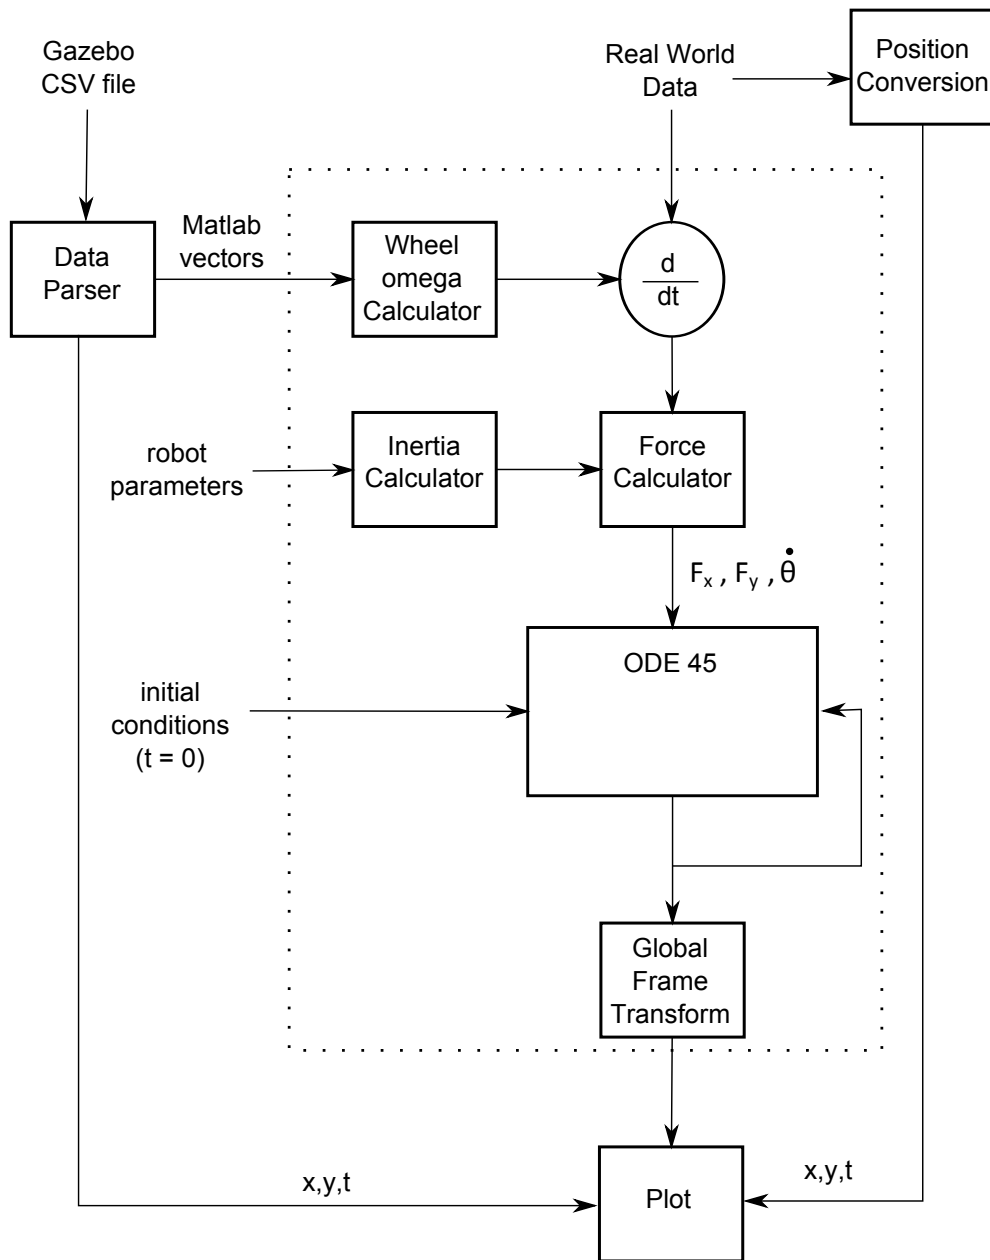 Gazebo
CSV file
Real World
Data
Position
Conversion
Data
Parser
Matlab
vectors
Wheel
omega
Calculator
d
dt
robot
parameters
Inertia
Calculator
Force
Calculator
Fx , Fy , θ̇
ODE 45
initial
conditions
(t = 0)
Global
Frame
Transform
x,y,t
Plot
x,y,t